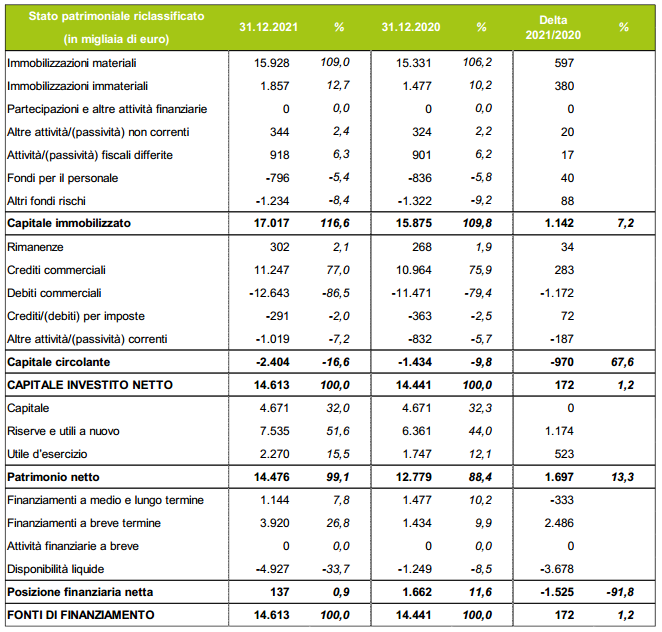 Stato patrimoniale riclassificato (in migliaia di euro) 31.12.2021 % 31.12.2020 % Delta 2021/2020 %
Immobilizzazioni materiali 15.928 109,0 15.331 106,2 597
Immobilizzazioni immateriali 1.857 12,7 1.477 10,2 380
Partecipazioni e altre attività finanziarie 0 0,0 0 0,0 0
Altre attività/(passività) non correnti 344 2,4 324 2,2 20
Attività/(passività) fiscali differite 918 6,3 901 6,2 17
Fondi per il personale -796 -5,4 -836 -5,8 40
Altri fondi rischi -1.234 -8,4 -1.322 -9,2 88
Capitale immobilizzato 17.017 116,6 15.875 109,8 1.142 7,2
Rimanenze 302 2,1 268 1,9 34
Crediti commerciali 11.247 77,0 10.964 75,9 283
Debiti commerciali -12.643 -86,5 -11.471 -79,4 -1.172
Crediti/(debiti) per imposte -291 -2,0 -363 -2,5 72
Altre attività/(passività) correnti -1.019 -7,2 -832 -5,7 -187
Capitale circolante -2.404 -16,6 -1.434 -9,8 -970 67,6
CAPITALE INVESTITO NETTO 14.613 100,0 14.441 100,0 172 1,2
Capitale 4.671 32,0 4.671 32,3 0
Riserve e utili a nuovo 7.535 51,6 6.361 44,0 1.174
Utile d'esercizio 2.270 15,5 1.747 12,1 523
Patrimonio netto 14.476 99,1 12.779 88,4 1.697 13,3
Finanziamenti a medio e lungo termine 1.144 7,8 1.477 10,2 -333
Finanziamenti a breve termine 3.920 26,8 1.434 9,9 2.486
Attività finanziarie a breve 0 0,0 0 0,0 0
Disponibilità liquide -4.927 -33,7 -1.249 -8,5 -3.678
Posizione finanziaria netta 137 0,9 1.662 11,6 -1.525 -91,8
FONTI DI FINANZIAMENTO 14.613 100,0 14.441 100,0 172 1,2